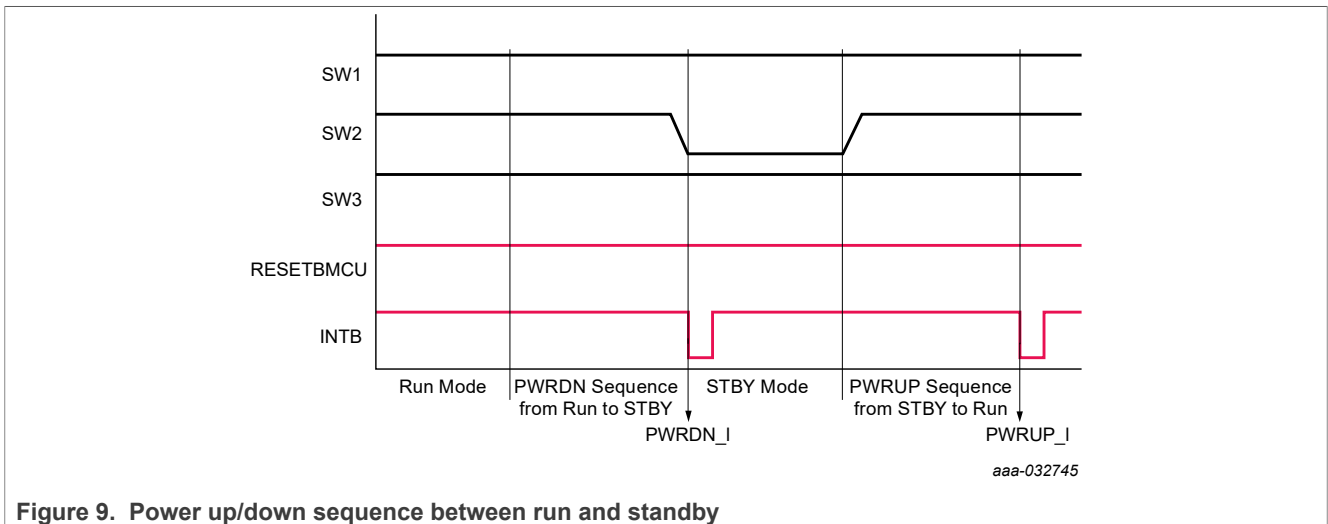 SW1
SW2
SW3
RESETBMCU
INTB
Run Mode
PWRDN Sequence
from Run to STBY
STBY Mode
PWRUP Sequence
from STBY to Run
PWRDN_I
PWRUP_I
aaa-032745
Figure 9. Power up/down sequence between run and standby